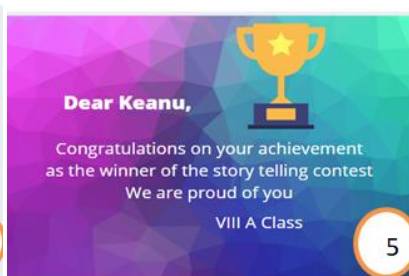 Dear Keanu,
Congratulations on your achievement
as the winner of the story telling contest
We are proud of you
VIII A Class
5